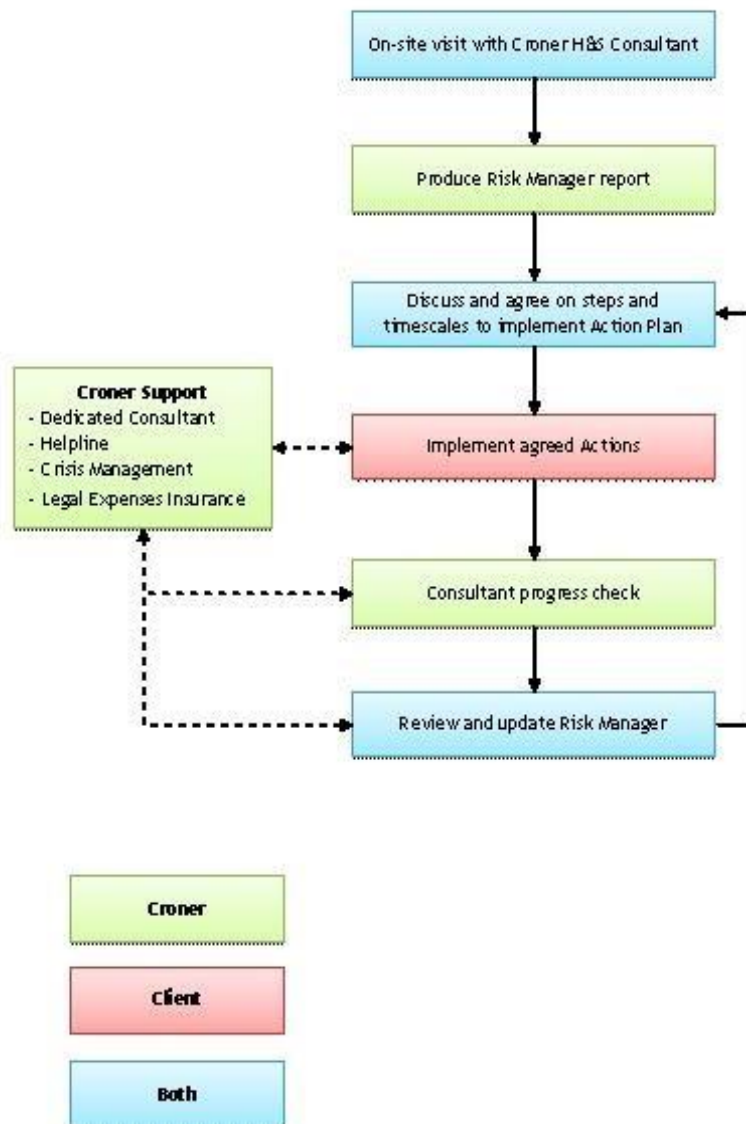 On-site visit with Croner H&S Consultant
Produce Risk Manager report
Discuss and agree on steps and
timescales to implement Action Plan
Croner Support
- Dedicated Consultant
- Helpline
- Crisis Management
- Legal Expenses Insurance
Implement agreed Actions
Consultant progress check
Review and update Risk Manager
Croner
Client
Both